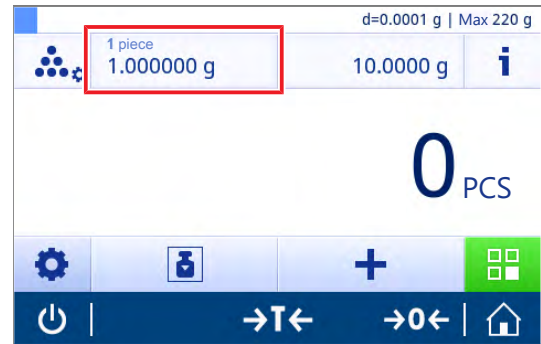 d=0.0001 g | Max 220 g
1 piece
1.000000 g
10.0000 g
i
0 PCS
→T←
→0←